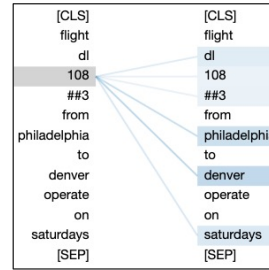 [CLS] [CLS]
flight flight
dl dl
108 108
##3 ##3
from from
philadelphia philadelphia
to to
denver denver
operate operate
on on
saturdays saturdays
[SEP] [SEP]